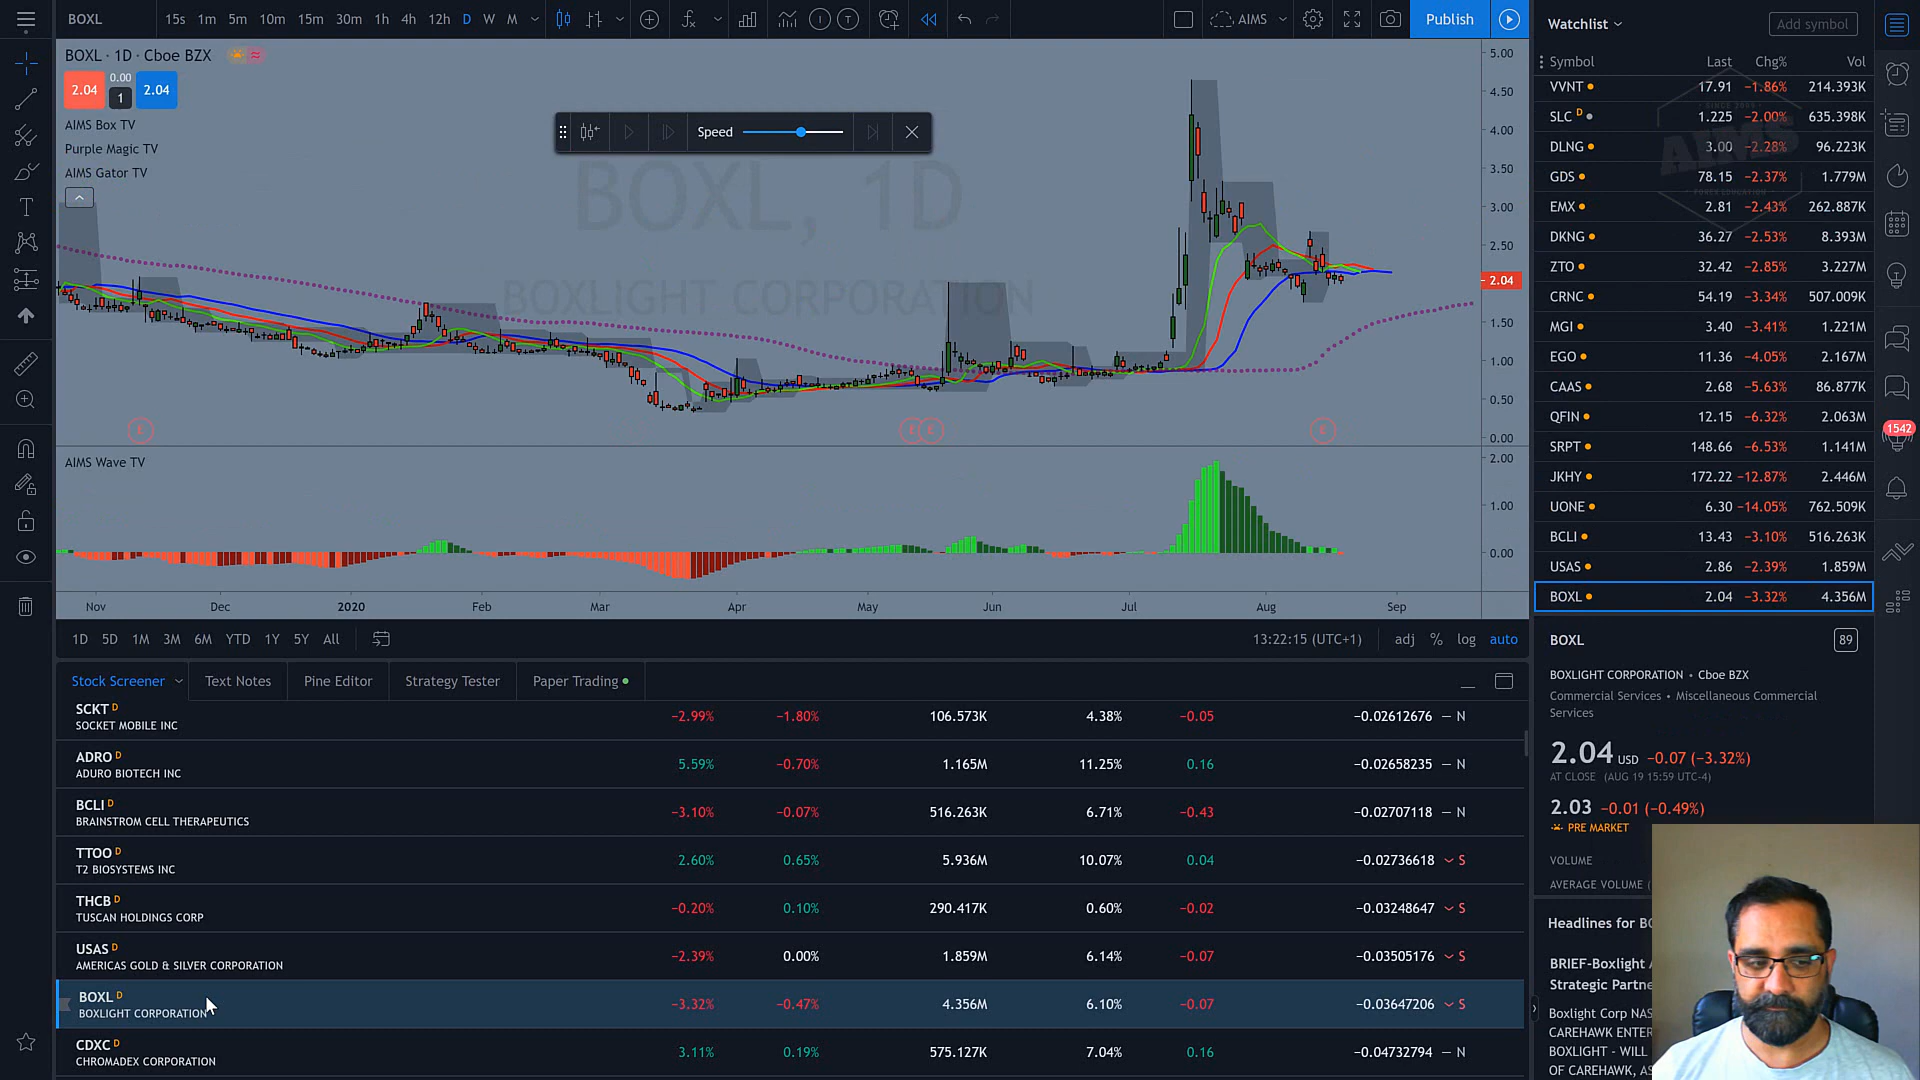 BOXL 15s 1m 5m 10m 15m 30m 1h 4h 12h D W M AIMS Publish
BOXL · 1D · Cboe BZX
2.04 0.00 1 2.04
AIMS Box TV
Purple Magic TV
AIMS Gator TV
Speed
BOXL, 1D
BOXLIGHT CORPORATION
5.00
4.50
4.00
3.50
3.00
2.50
2.04
1.50
1.00
0.50
0.00
E E E E
AIMS Wave TV
2.00
1.00
0.00
Nov Dec 2020 Feb Mar Apr May Jun Jul Aug Sep
1D 5D 1M 3M 6M YTD 1Y 5Y All 13:22:15 (UTC+1) adj % log auto
Stock Screener Text Notes Pine Editor Strategy Tester Paper Trading
SCKT D
SOCKET MOBILE INC
−2.99% −1.80% 106.573K 4.38% −0.05 −0.02612676 — N
ADRO D
ADURO BIOTECH INC
5.59% −0.70% 1.165M 11.25% 0.16 −0.02658235 — N
BCLI D
BRAINSTROM CELL THERAPEUTICS
−3.10% −0.07% 516.263K 6.71% −0.43 −0.02707118 — N
TTOO D
T2 BIOSYSTEMS INC
2.60% 0.65% 5.936M 10.07% 0.04 −0.02736618 S
THCB D
TUSCAN HOLDINGS CORP
−0.20% 0.10% 290.417K 0.60% −0.02 −0.03248647 S
USAS D
AMERICAS GOLD & SILVER CORPORATION
−2.39% 0.00% 1.859M 6.14% −0.07 −0.03505176 S
BOXL D
BOXLIGHT CORPORATION
−3.32% −0.47% 4.356M 6.10% −0.07 −0.03647206 S
CDXC D
CHROMADEX CORPORATION
3.11% 0.19% 575.127K 7.04% 0.16 −0.04732794 — N
Watchlist Add symbol
Symbol Last Chg% Vol
VVNT 17.91 −1.86% 214.393K
SLC D 1.225 −2.00% 635.398K
DLNG 3.00 −2.28% 96.223K
GDS 78.15 −2.37% 1.779M
EMX 2.81 −2.43% 262.887K
DKNG 36.27 −2.53% 8.393M
ZTO 32.42 −2.85% 3.227M
CRNC 54.19 −3.34% 507.009K
MGI 3.40 −3.41% 1.221M
EGO 11.36 −4.05% 2.167M
CAAS 2.68 −5.63% 86.877K
QFIN 12.15 −6.32% 2.063M
SRPT 148.66 −6.53% 1.141M
JKHY 172.22 −12.87% 2.446M
UONE 6.30 −14.05% 762.509K
BCLI 13.43 −3.10% 516.263K
USAS 2.86 −2.39% 1.859M
BOXL 2.04 −3.32% 4.356M
AIMS
1542
BOXL 89
BOXLIGHT CORPORATION • Cboe BZX
Commercial Services • Miscellaneous Commercial
Services
2.04 USD −0.07 (−3.32%)
AT CLOSE (AUG 19 15:59 UTC-4)
2.03 −0.01 (−0.49%)
PRE MARKET
VOLUME
AVERAGE VOLUME (
Headlines for BO
BRIEF-Boxlight
Strategic Partne
Boxlight Corp NAS
CAREHAWK ENTER
BOXLIGHT - WILL
OF CAREHAWK, AS